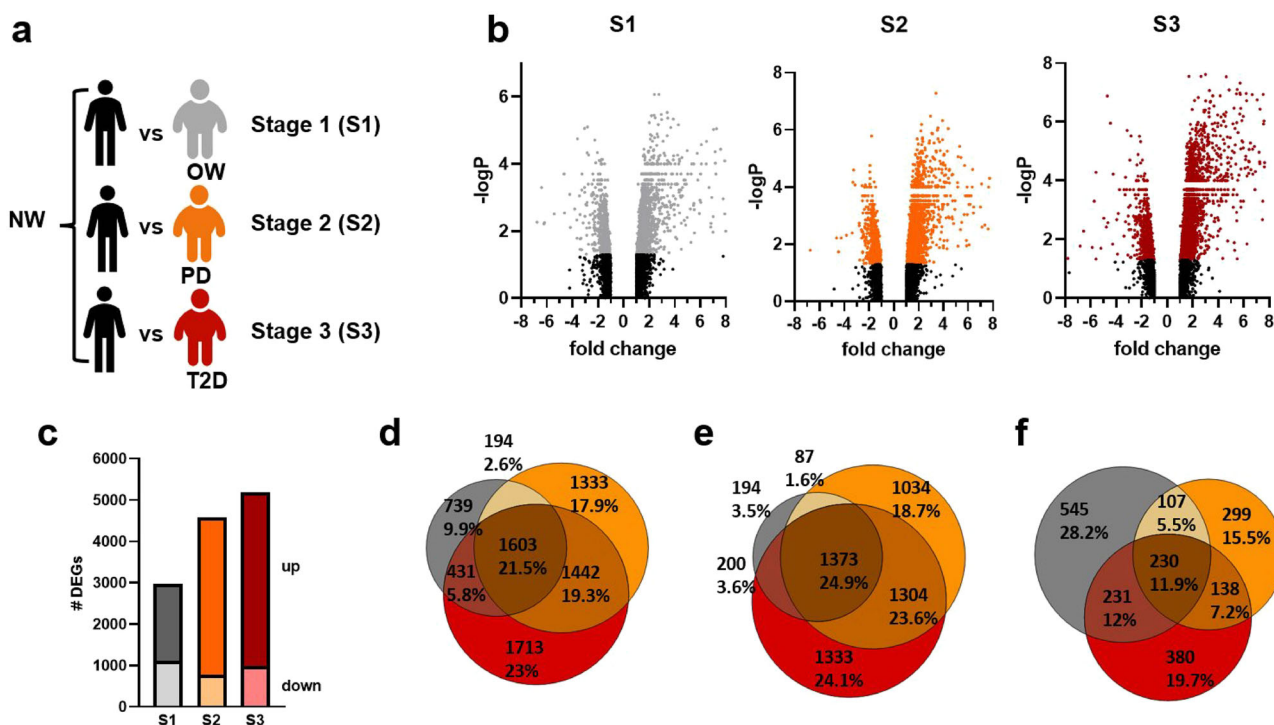 a
NW
vs
OW
Stage 1 (S1)
vs
PD
Stage 2 (S2)
vs
T2D
Stage 3 (S3)
b
S1
-logP
6
4
2
0
-8 -6 -4 -2 0 2 4 6 8
fold change
S2
-logP
8
6
4
2
0
-8 -6 -4 -2 0 2 4 6 8
fold change
S3
-logP
8
6
4
2
0
-8 -6 -4 -2 0 2 4 6 8
fold change
c
# DEGs
6000
5000
4000
3000
2000
1000
0
S1 S2 S3
up
down
d
194
2.6%
739
9.9%
1333
17.9%
1603
21.5%
431
5.8%
1442
19.3%
1713
23%
e
87
1.6%
194
3.5%
1034
18.7%
200
3.6%
1373
24.9%
1304
23.6%
1333
24.1%
f
545
28.2%
107
5.5%
299
15.5%
230
11.9%
231
12%
138
7.2%
380
19.7%